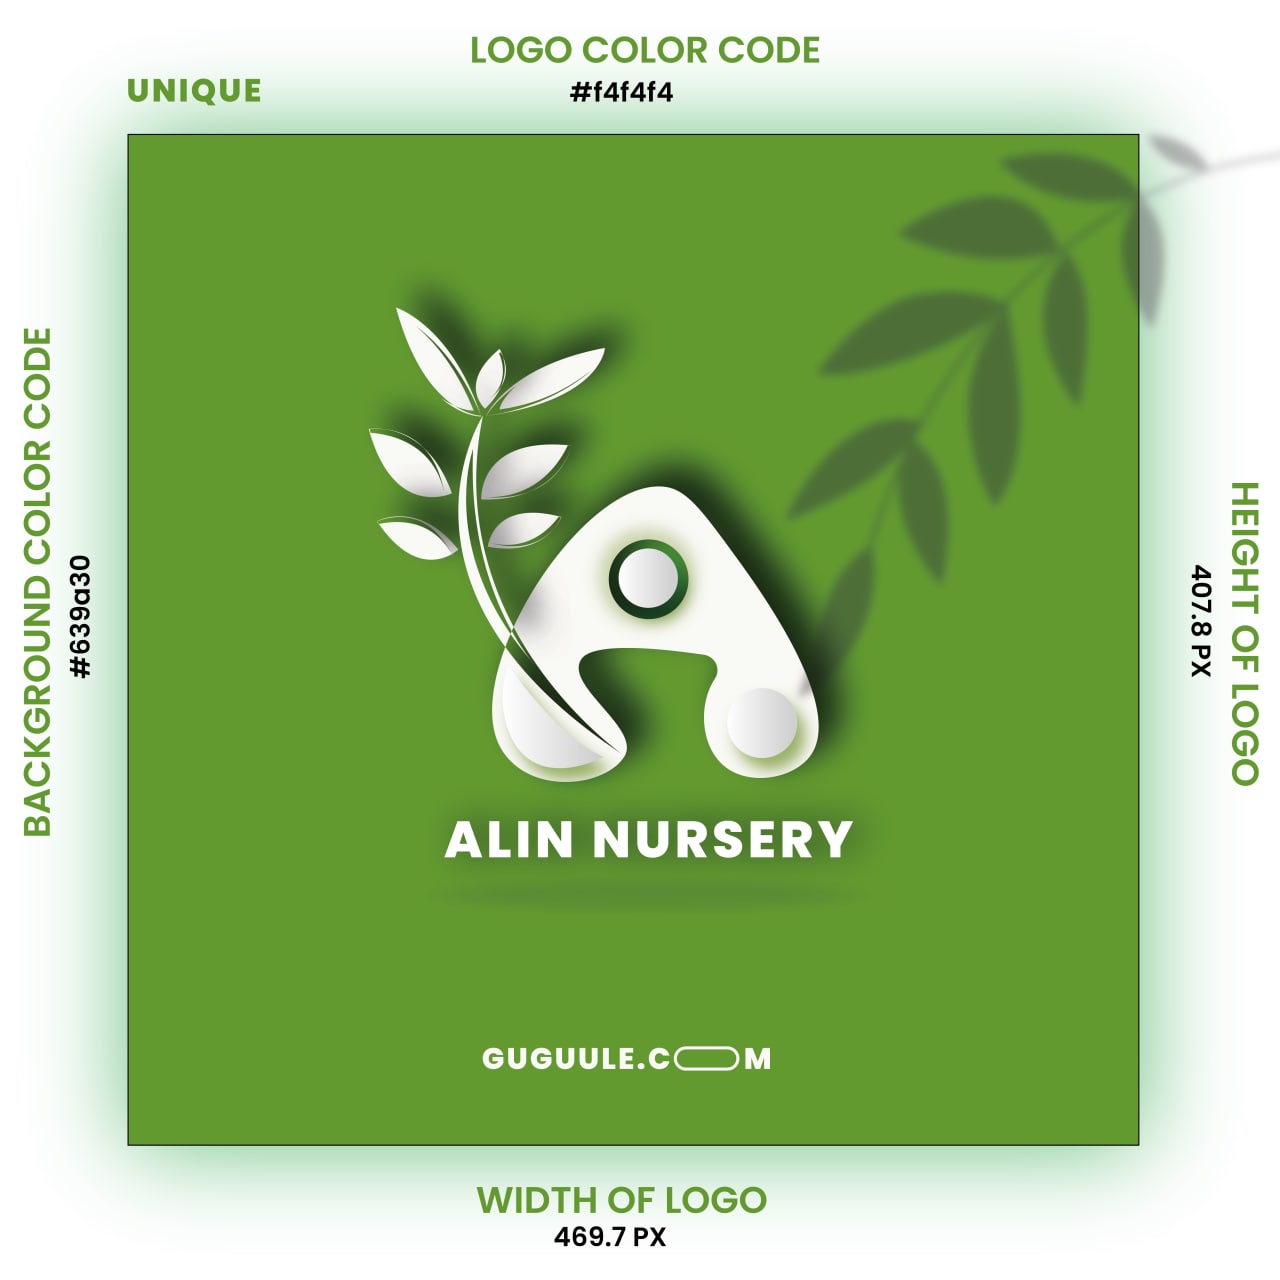 LOGO COLOR CODE
#f4f4f4
UNIQUE
BACKGROUND COLOR CODE
#639a30
HEIGHT OF LOGO
407.8 PX
ALIN NURSERY
GUGUULE.COM
WIDTH OF LOGO
469.7 PX